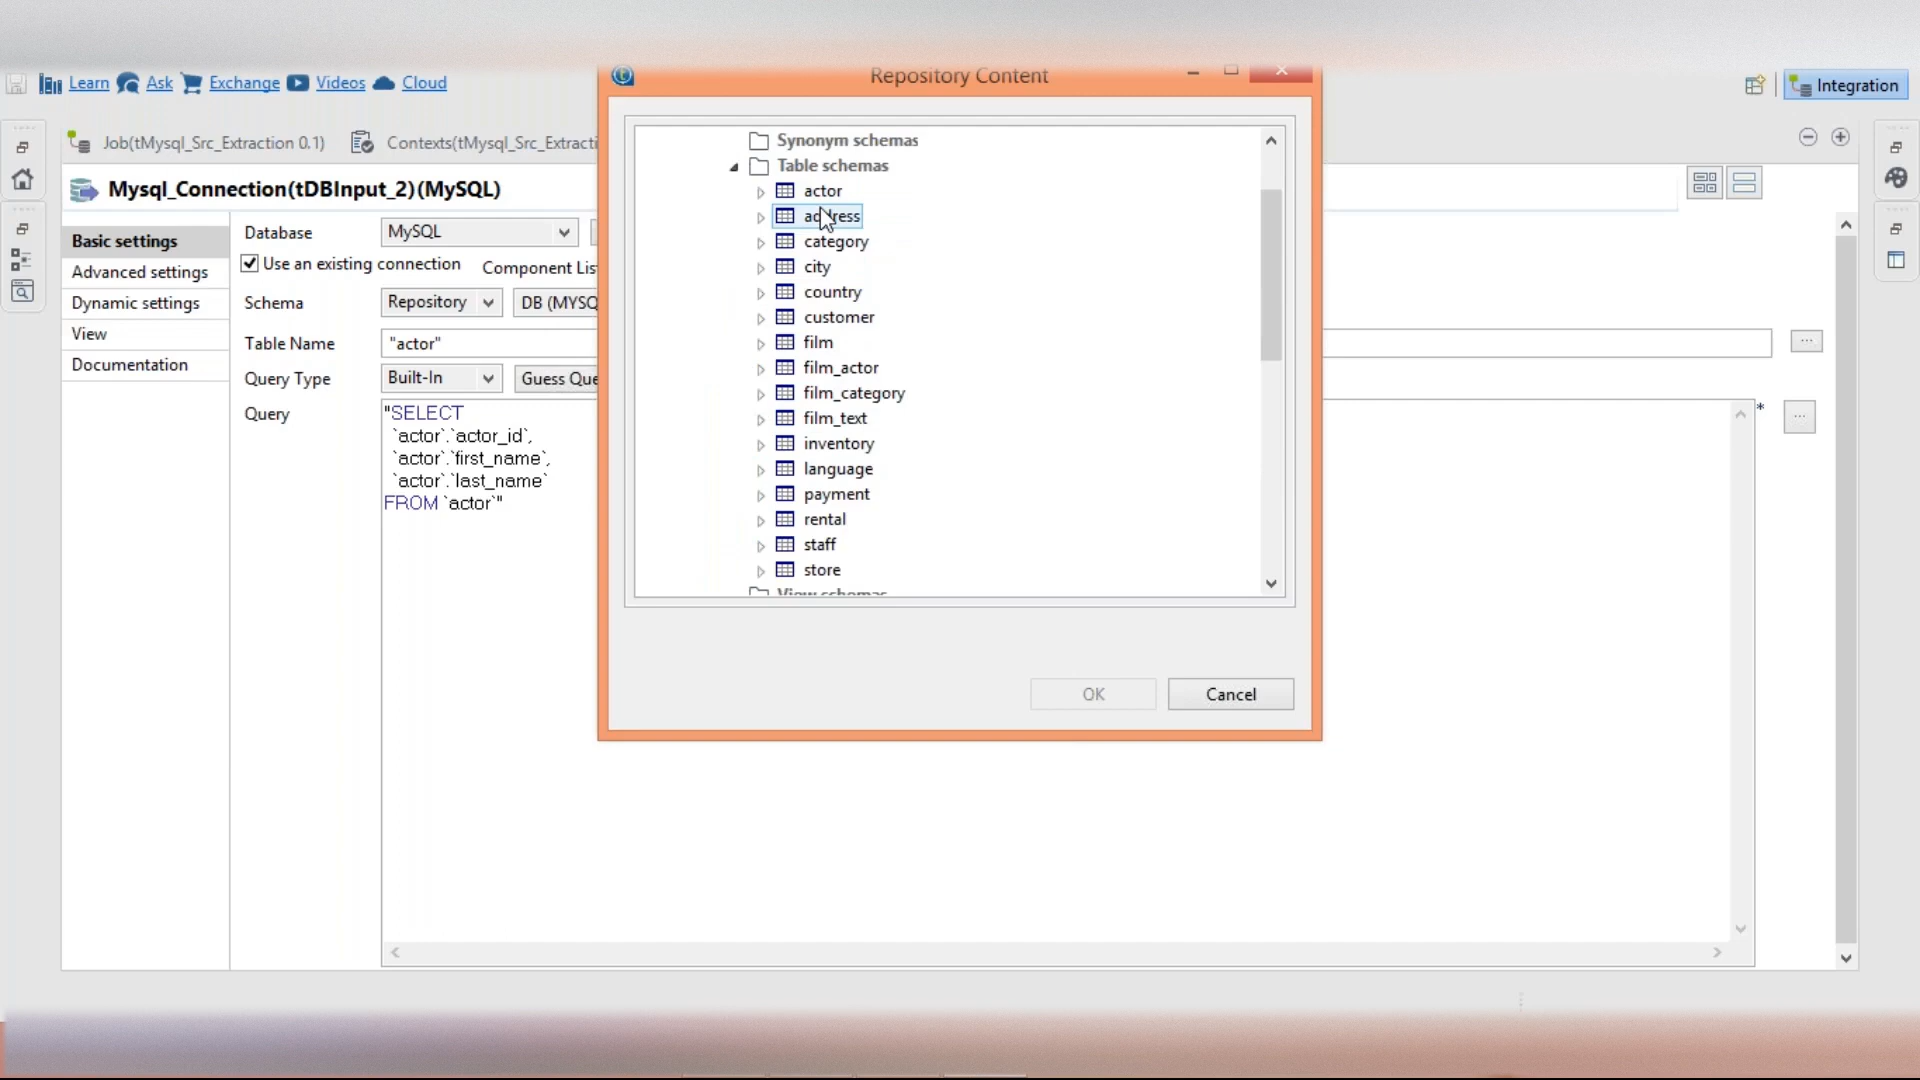 Repository Content
Learn Ask Exchange Videos Cloud
Integration
Job(tMysql_Src_Extraction 0.1) Contexts(tMysql_Src_Extracti
Mysql_Connection(tDBInput_2)(MySQL)
Basic settings
Advanced settings
Dynamic settings
View
Documentation
Database MySQL
Use an existing connection Component Lis
Schema Repository DB (MYSQ
Table Name "actor"
Query Type Built-In Guess Que
Query
"SELECT
`actor`.`actor_id`,
`actor`.`first_name`,
`actor`.`last_name`
FROM `actor`"
*
Synonym schemas
Table schemas
actor
address
category
city
country
customer
film
film_actor
film_category
film_text
inventory
language
payment
rental
staff
store
View schemas
OK Cancel